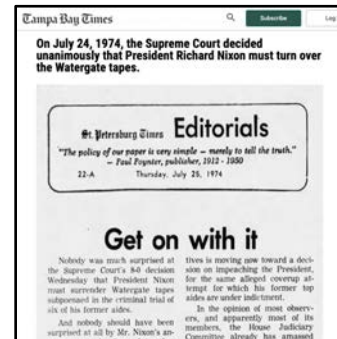 Tampa Bay Times
Subscribe
Log
On July 24, 1974, the Supreme Court decided
unanimously that President Richard Nixon must turn over
the Watergate tapes.
St. Petersburg Times Editorials
"The policy of our paper is very simple — merely to tell the truth."
— Paul Poynter, publisher, 1912 - 1950
22-A Thursday, July 25, 1974
Get on with it
Nobody was much surprised at
the Supreme Court's 8-0 decision
Wednesday that President Nixon
must surrender Watergate tapes
subpoenaed in the criminal trial of
six of his former aides.
And nobody should have been
surprised at all by Mr. Nixon's an-
tives is moving now toward a deci-
sion on impeaching the President,
for the same alleged coverup at-
tempt for which his former top
aides are under indictment.
In the opinion of most observ-
ers, and apparently most of its
members, the House Judiciary
Committee already has amassed